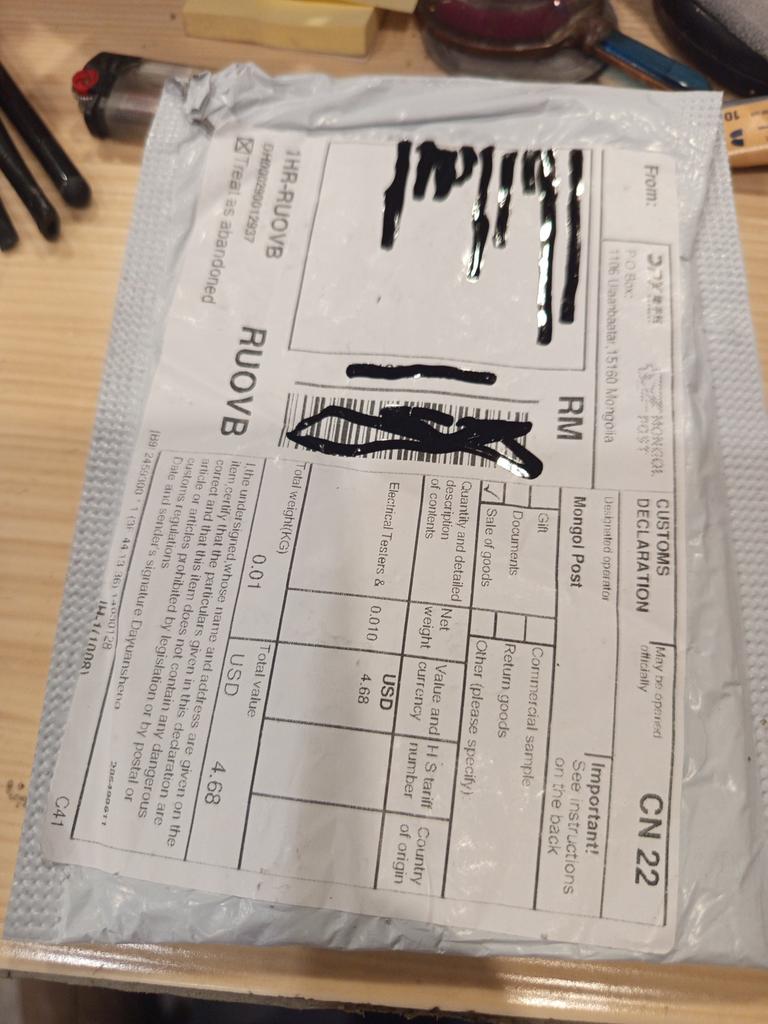 From:
P.O Box:
1106 Ulaanbaatar, 15160 Mongolia
MONGOL
POST
CUSTOMS
DECLARATION
May be opened
officially
CN 22
Designated operator
Mongol Post
Important!
See instructions
on the back
Gift
Commercial sample
Documents
Return goods
✓ Sale of goods
Other (please specify)
Quantity and detailed
description
of contents
Net
weight
Value and
currency
H S tariff
number
Country
of origin
Electrical Testers &
0.010
USD
4.68
Total weight(KG)
0.01
Total value
USD 4.68
I,the undersigned,whose name and address are given on the
item,certify that the particulars given in this declaration are
correct and that this item does not contain any dangerous
article or articles prohibited by legislation or by postal or
customs regulations
Date and sender's signature Dayuansheng
RM
1HR-RUOVB
☒ Treat as abandoned
RUOVB
C41
10